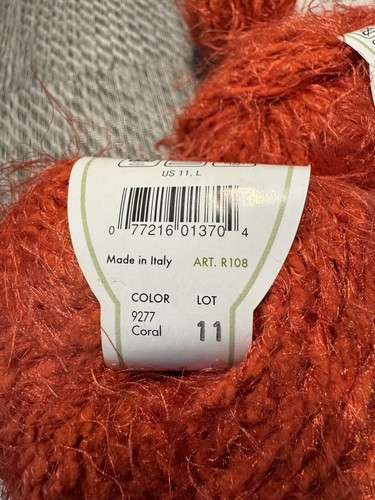 US 11, L
0 77216 01370 4
Made in Italy ART. R108
COLOR LOT
9277
Coral 11